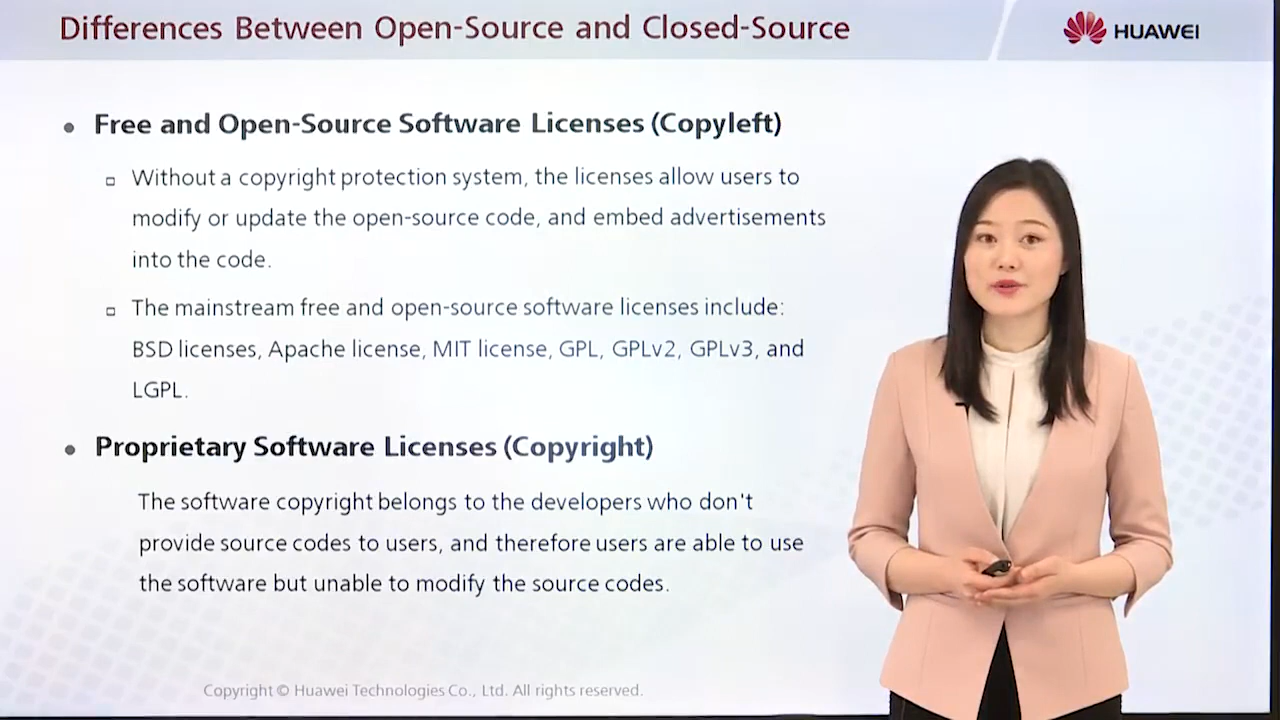 Differences Between Open-Source and Closed-Source
HUAWEI
Free and Open-Source Software Licenses (Copyleft)
Without a copyright protection system, the licenses allow users to
modify or update the open-source code, and embed advertisements
into the code.
The mainstream free and open-source software licenses include:
BSD licenses, Apache license, MIT license, GPL, GPLv2, GPLv3, and
LGPL.
Proprietary Software Licenses (Copyright)
The software copyright belongs to the developers who don't
provide source codes to users, and therefore users are able to use
the software but unable to modify the source codes.
Copyright © Huawei Technologies Co., Ltd. All rights reserved.